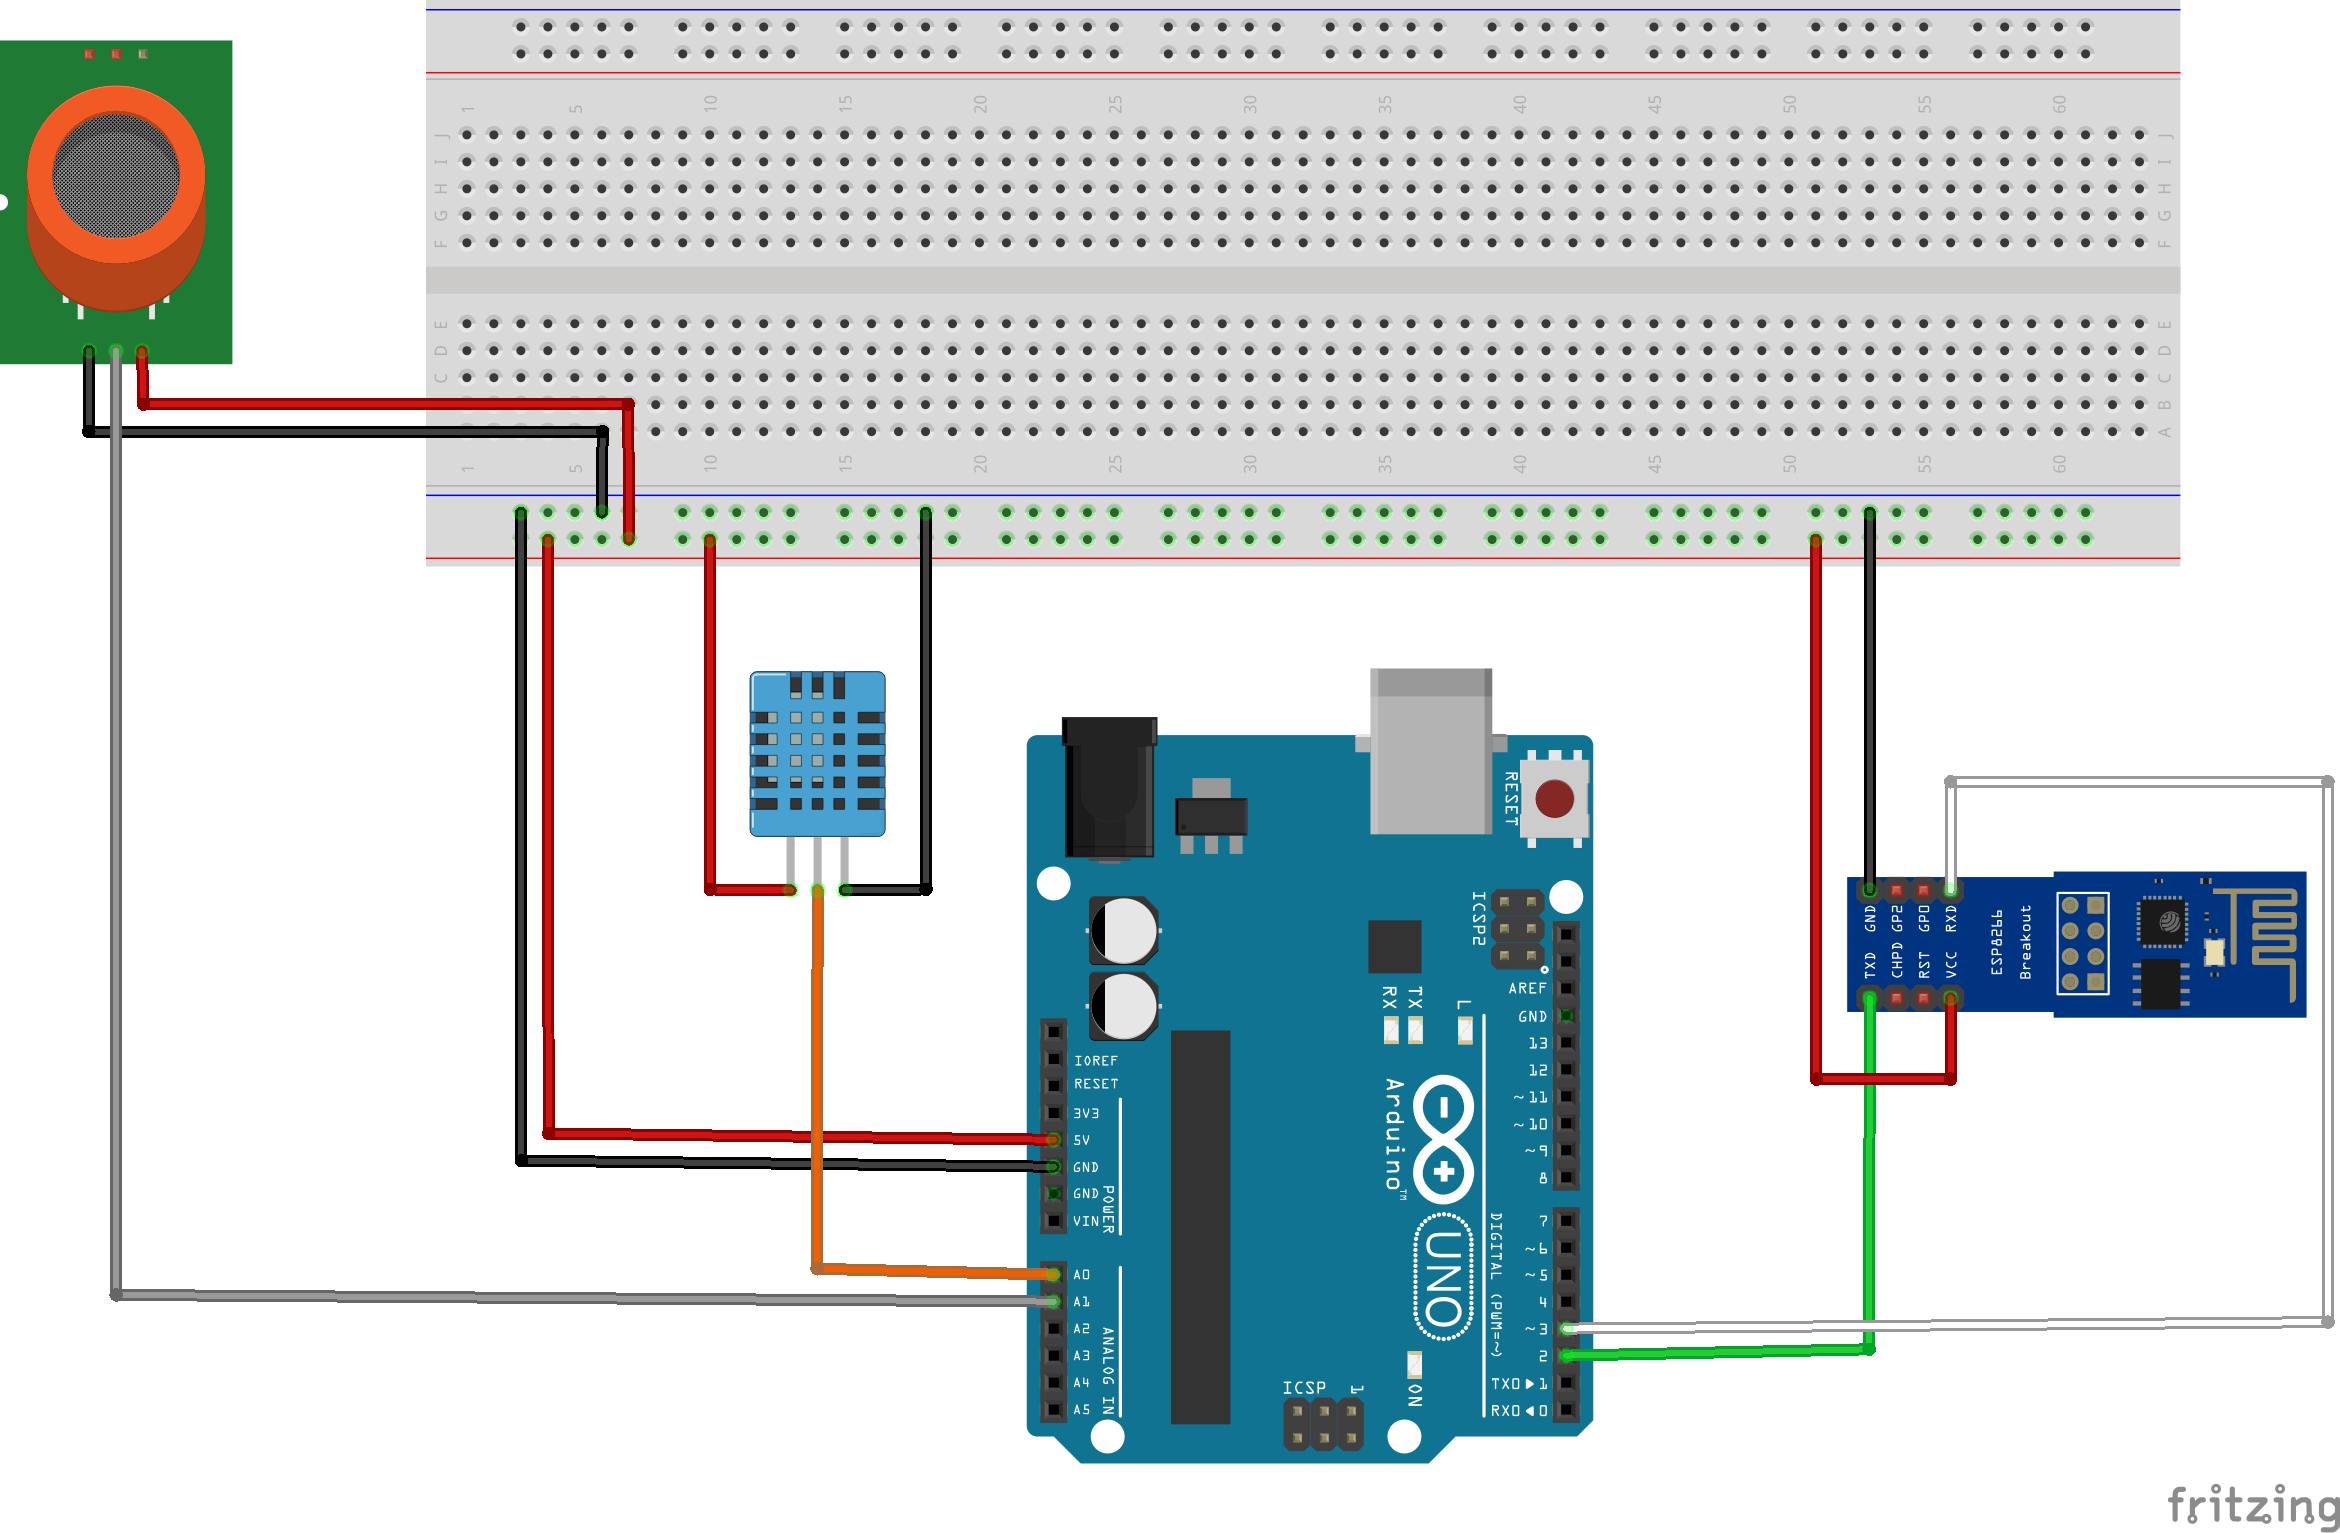 1 5 10 15 20 25 30 35 40 45 50 55 60
J J
I I
H H
G G
F F
E E
D D
C C
B
A
1 5 10 15 20 25 30 35 40 45 50 55 60
RESET
ICSP2
IOREF
RESET
3V3
5V
GND
GND
VIN
POWER
A0
A1
A2
A3
A4
A5
ANALOG IN
RX
TX
L
Arduino™
UNO
ON
ICSP
1
AREF
GND
13
12
~11
~10
~9
8
7
~6
~5
4
~3
2
TX0▶1
RX0◀0
DIGITAL (PWM=~)
GND GP2 GP0 RXD
TXD CHPD RST VCC
ESP8266
Breakout
fritzing